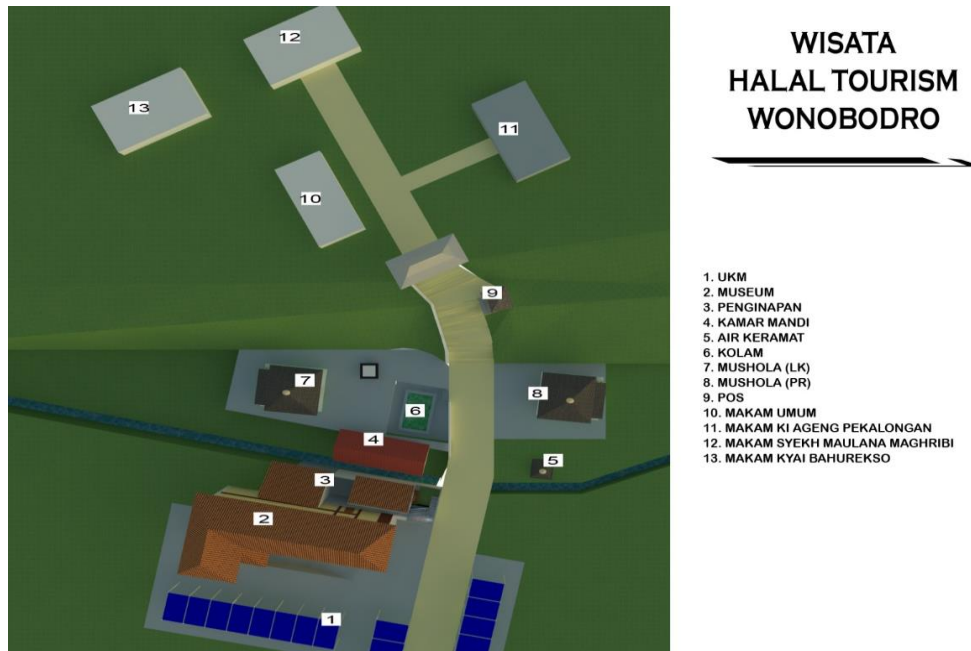 WISATA
HALAL TOURISM
WONOBODRO
12
13
11
10
9
7
8
6
4
5
3
2
1
1. UKM
2. MUSEUM
3. PENGINAPAN
4. KAMAR MANDI
5. AIR KERAMAT
6. KOLAM
7. MUSHOLA (LK)
8. MUSHOLA (PR)
9. POS
10. MAKAM UMUM
11. MAKAM KI AGENG PEKALONGAN
12. MAKAM SYEKH MAULANA MAGHRIBI
13. MAKAM KYAI BAHUREKSO